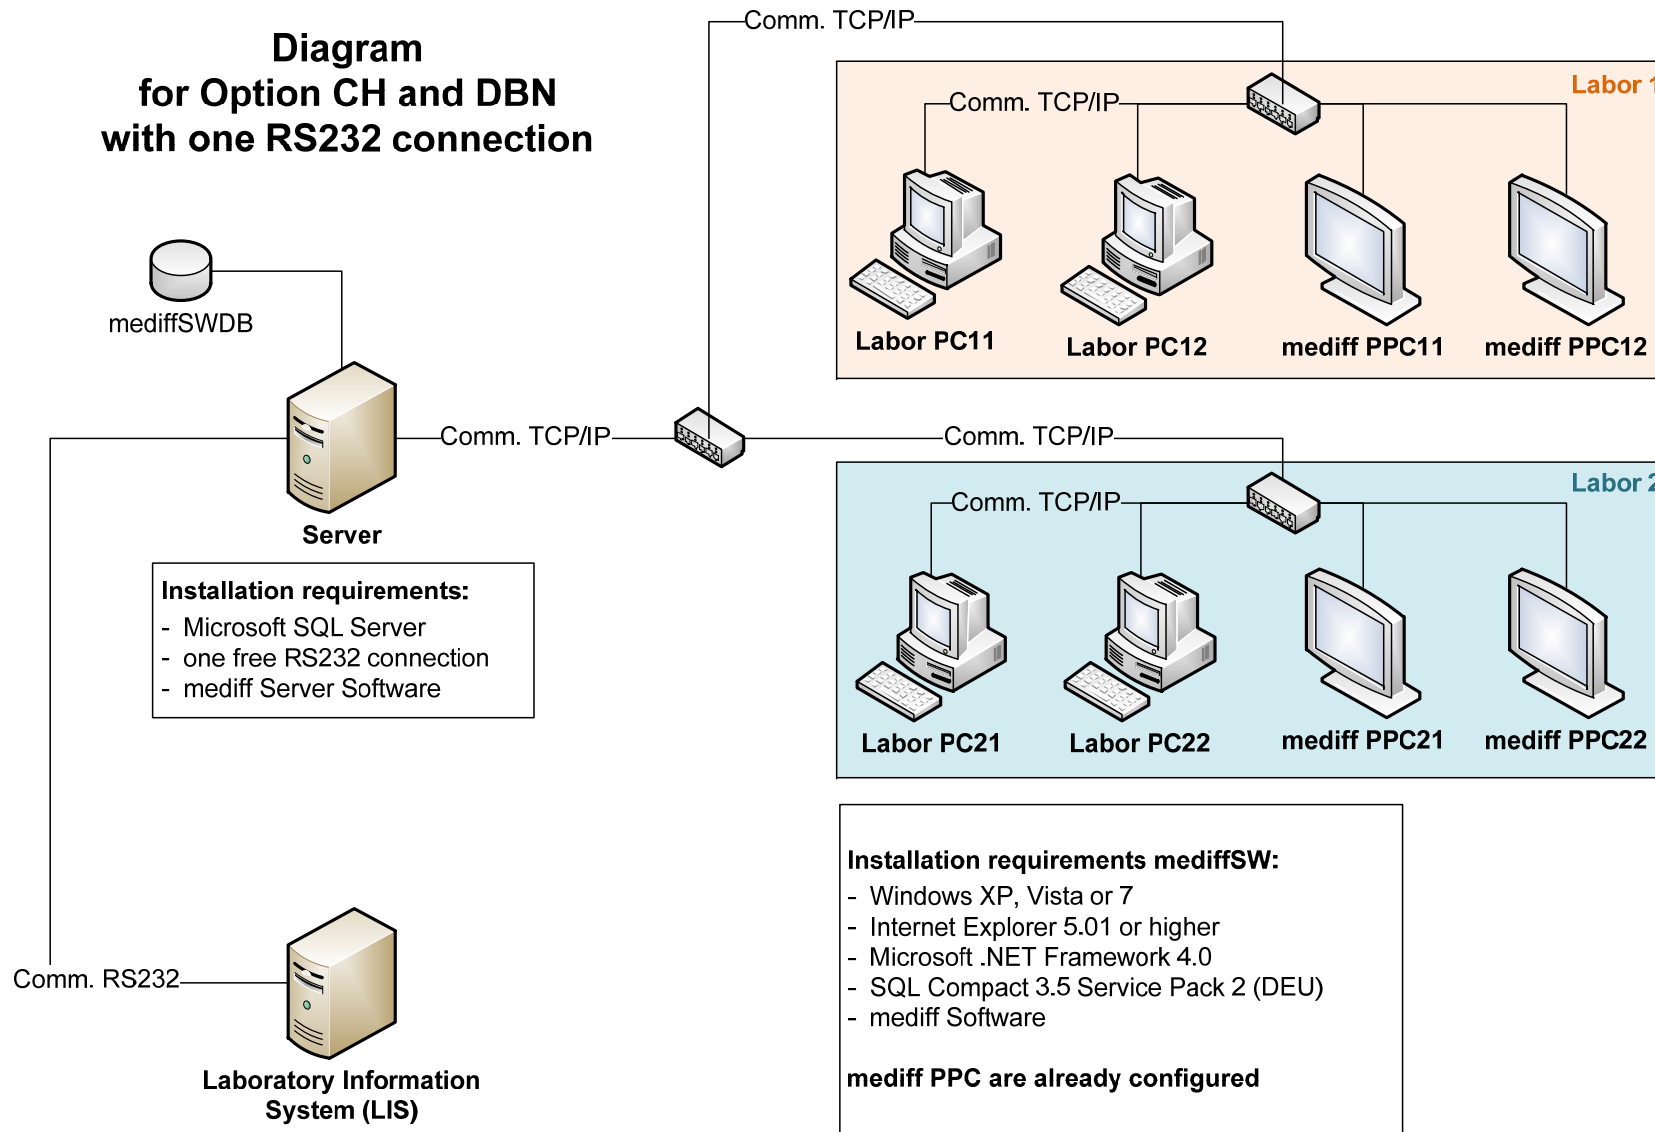 Diagram
for Option CH and DBN
with one RS232 connection
Comm. TCP/IP
Labor 1
Comm. TCP/IP
Labor PC11
Labor PC12
mediff PPC11
mediff PPC12
mediffSWDB
Server
Comm. TCP/IP
Comm. TCP/IP
Labor 2
Comm. TCP/IP
Labor PC21
Labor PC22
mediff PPC21
mediff PPC22
Installation requirements:
- Microsoft SQL Server
- one free RS232 connection
- mediff Server Software
Installation requirements mediffSW:
- Windows XP, Vista or 7
- Internet Explorer 5.01 or higher
- Microsoft .NET Framework 4.0
- SQL Compact 3.5 Service Pack 2 (DEU)
- mediff Software
mediff PPC are already configured
Comm. RS232
Laboratory Information
System (LIS)